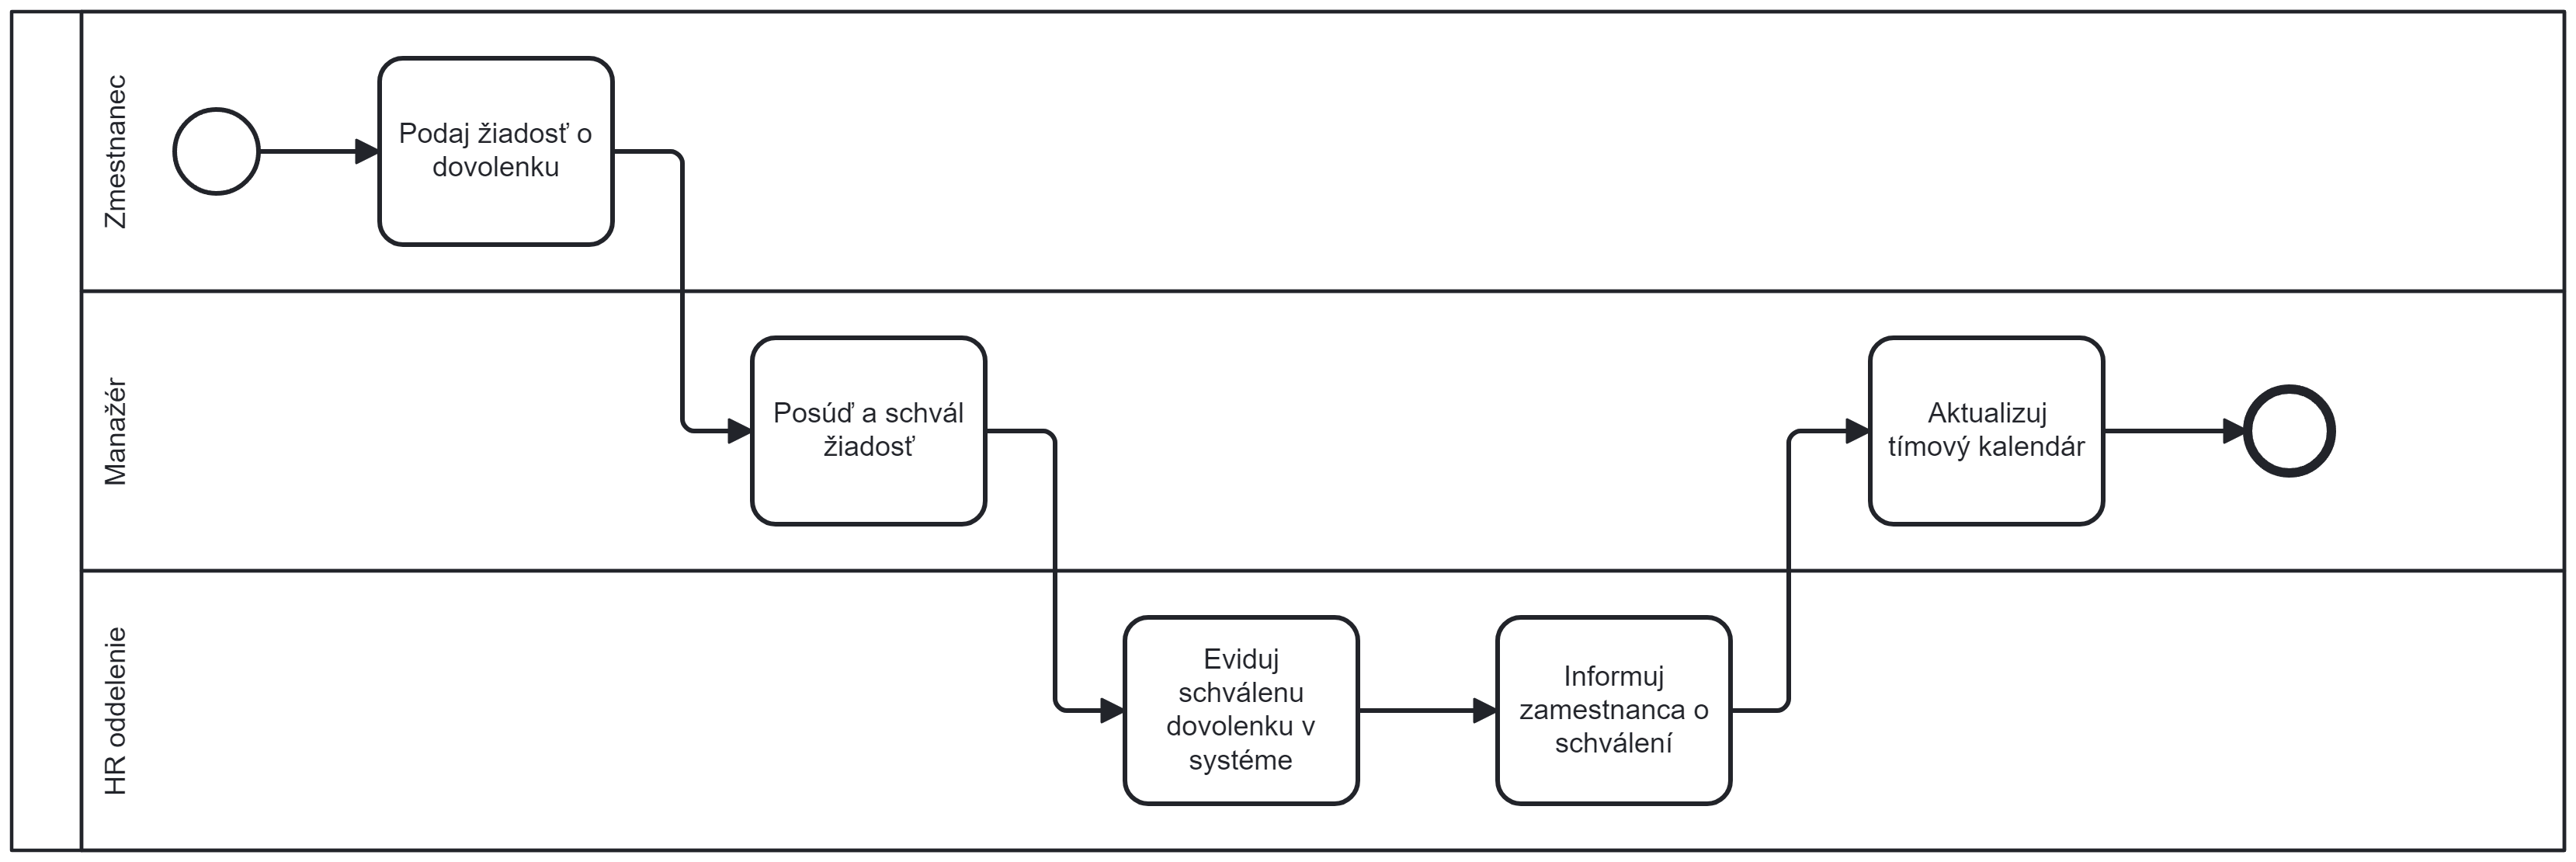 Zmestnanec
Podaj žiadosť o
dovolenku
Manažér
Posúď a schvál
žiadosť
Aktualizuj
tímový kalendár
HR oddelenie
Eviduj
schválenu
dovolenku v
systéme
Informuj
zamestnanca o
schválení